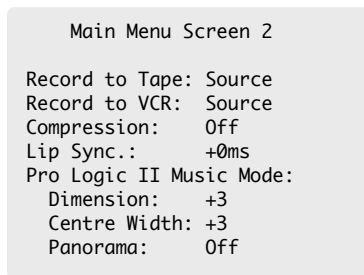 Main Menu Screen 2
Record to Tape: Source
Record to VCR: Source
Compression: Off
Lip Sync.: +0ms
Pro Logic II Music Mode:
Dimension: +3
Centre Width: +3
Panorama: Off